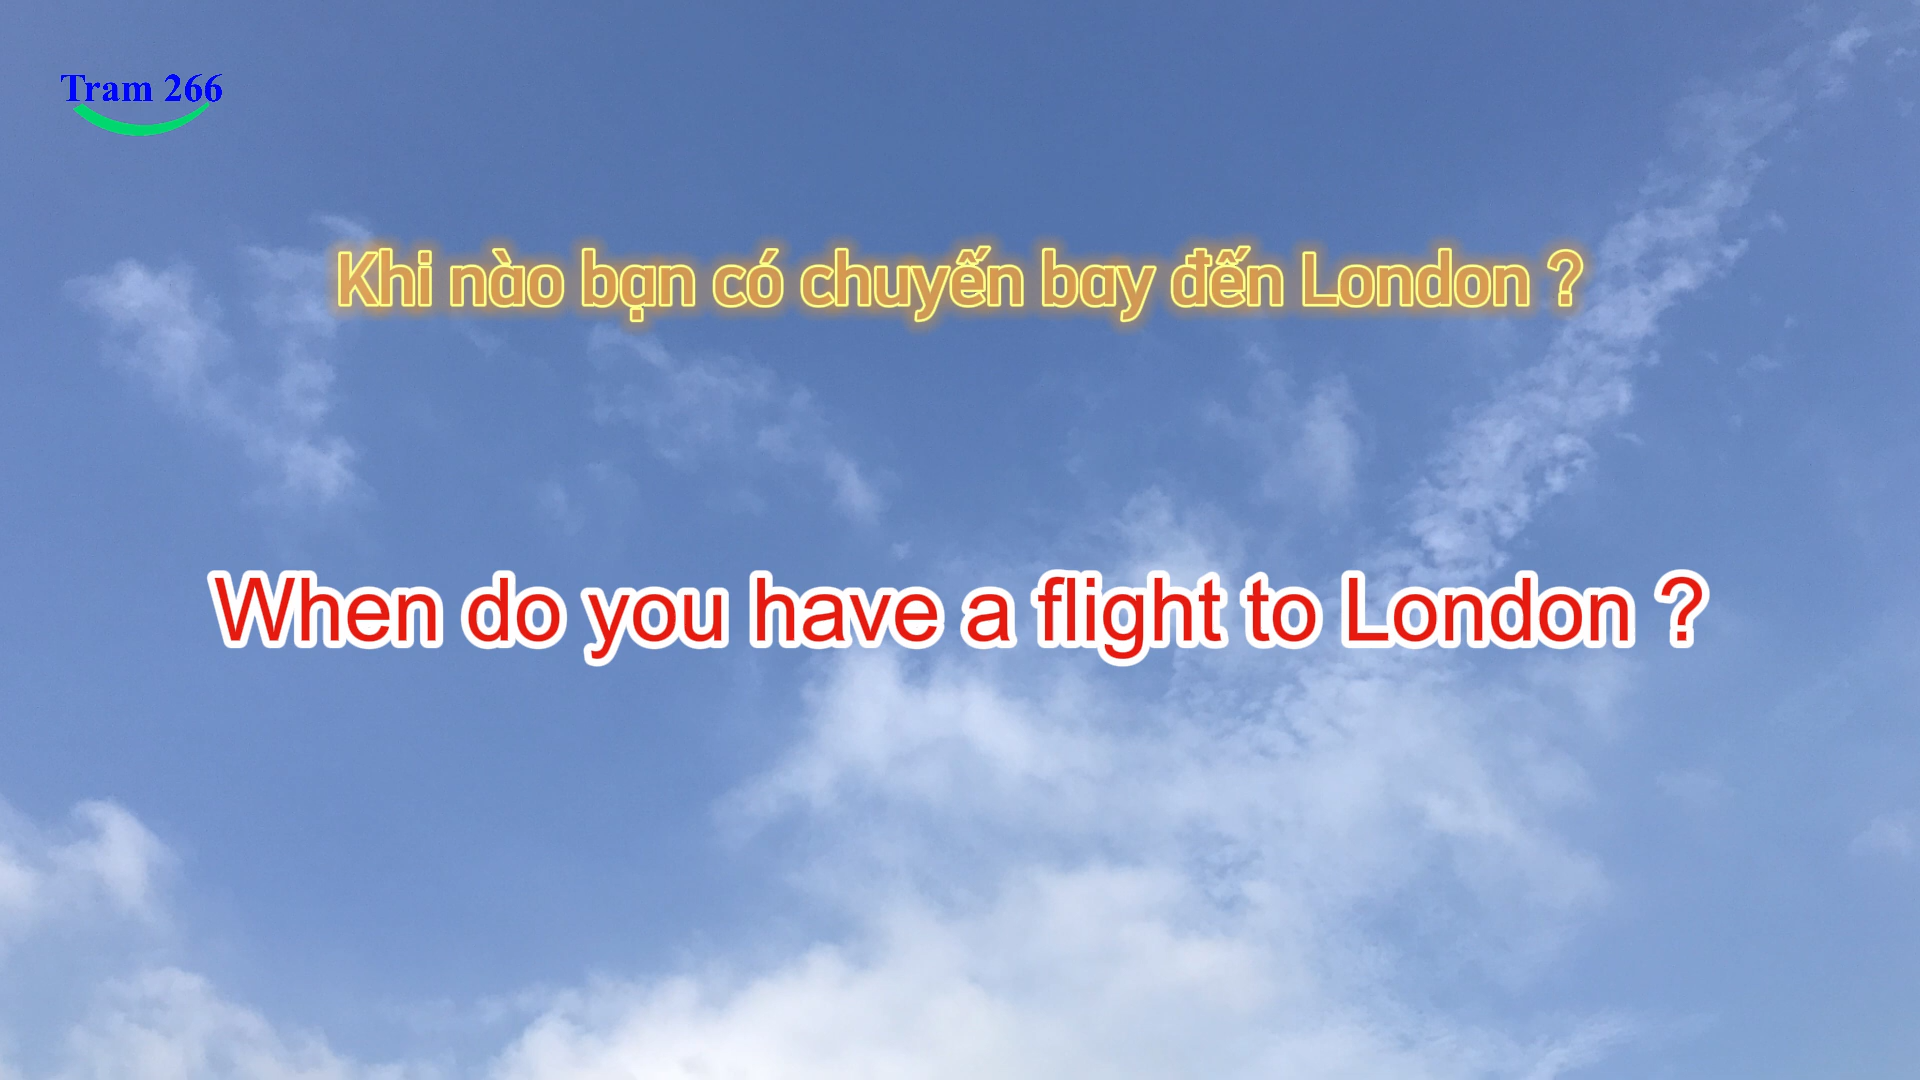 Tram 266
Khi nào bạn có chuyến bay đến London ?
When do you have a flight to London ?